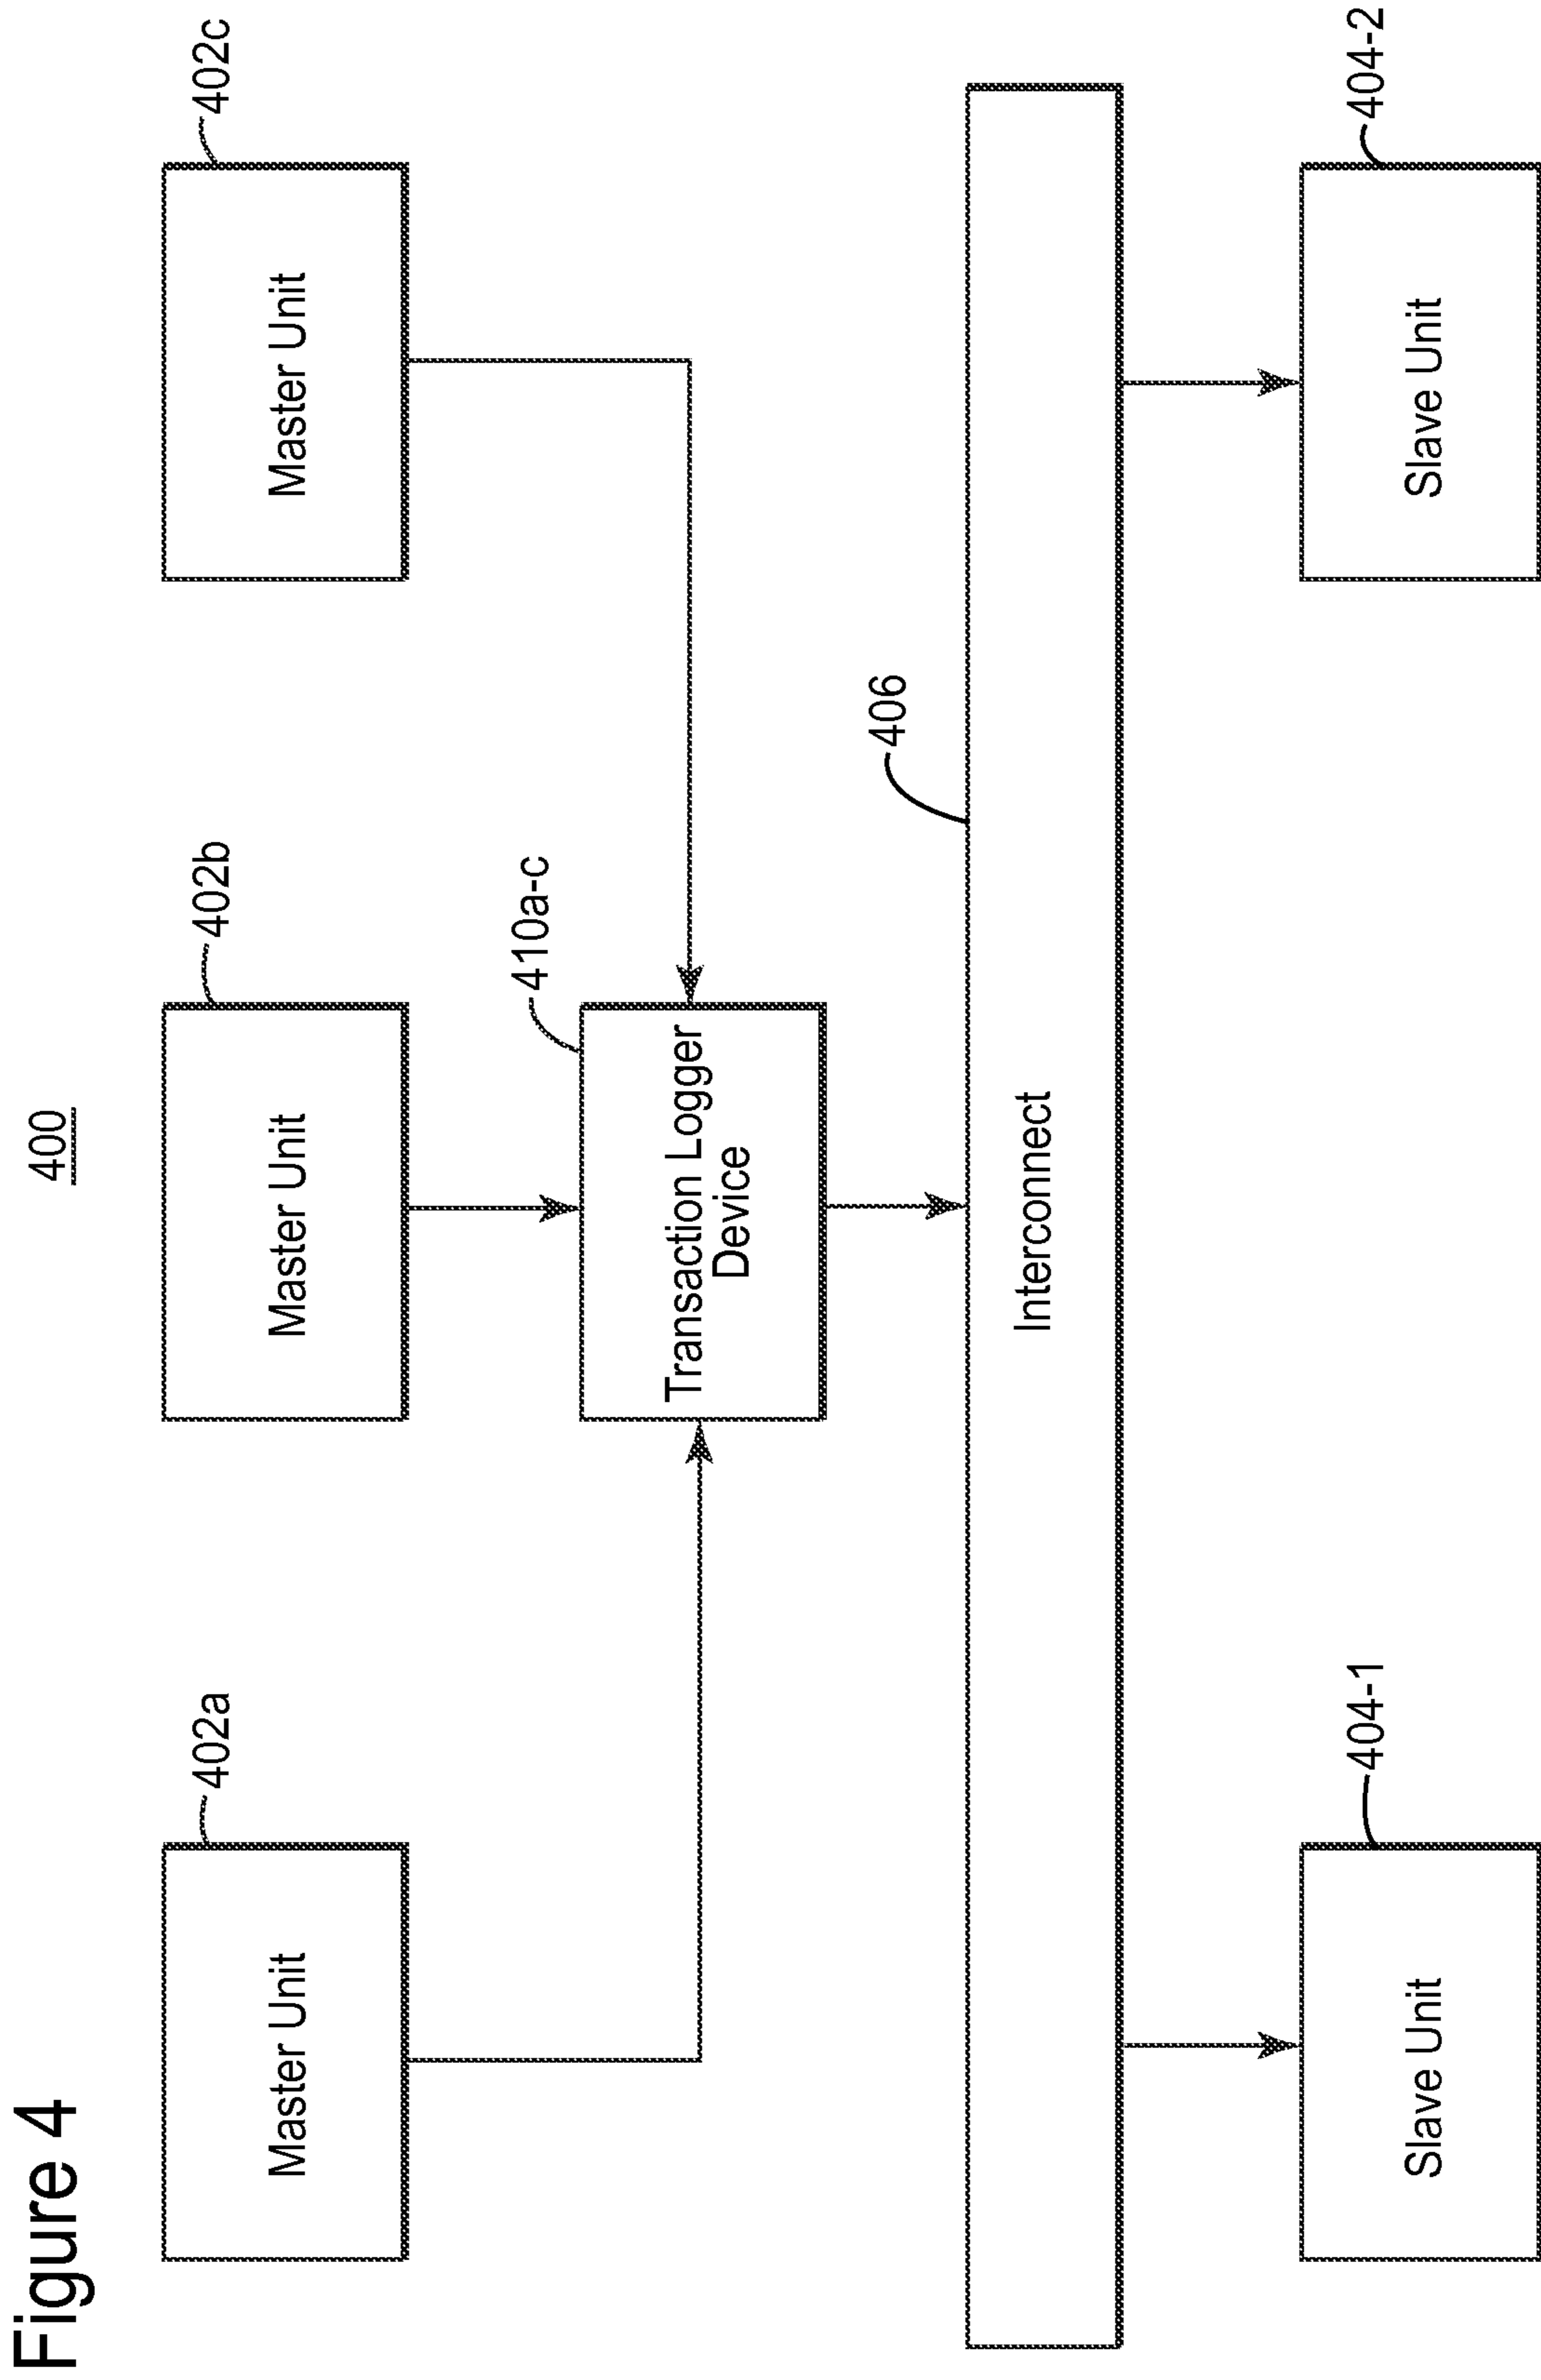 Figure 4
400
402a
402b
402c
Master Unit
Master Unit
Master Unit
410a-c
Transaction Logger
Device
406
Interconnect
404-1
404-2
Slave Unit
Slave Unit